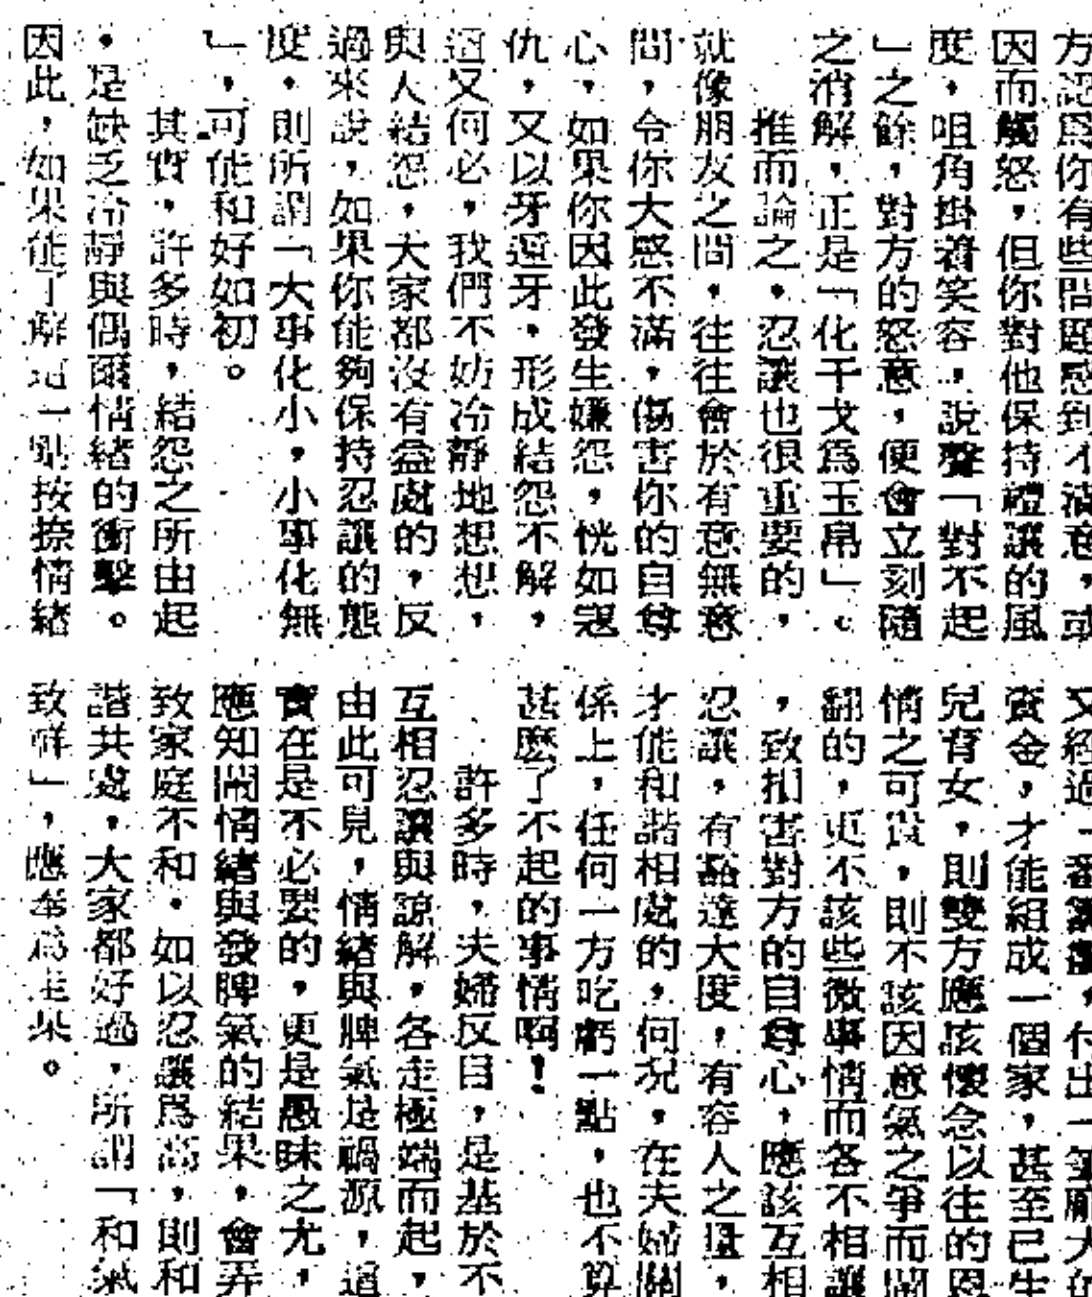 方認爲你有些問題感到不滿意，或
因而觸怒，但你對他保持禮讓的風
度，咀角掛着笑容，說聲「對不起
」之餘，對方的怒意，便會立刻隨
之消解，正是「化干戈爲玉帛」。
推而論之，忍讓也很重要的，
就像朋友之間，往往會於有意無意
間，令你大感不滿，傷害你的自尊
心，如果你因此發生嫌怨，恍如寇
仇，又以牙還牙，形成結怨不解，
這又何必，我們不妨冷靜地想想，
與人結怨，大家都沒有益處的，反
過來說，如果你能夠保持忍讓的態
度，則所謂「大事化小，小事化無
」，可能和好如初。
其實，許多時，結怨之所由起
，是缺乏冷靜與偶爾情緒的衝擊。
因此，如果能了解這一點按捺情緒
又經過，付出一筆龐大的
資金，才能組成一個家，甚至已生
兒育女，則雙方應該懷念以往的恩
情之可貴，則不該因意氣之爭而鬧
翻的，更不該些微事情而各不相讓
，致損害對方的自尊心，應該互相
忍讓，有豁達大度，有容人之量，
才能和諧相處的，何況，在夫婦關
係上，任何一方吃虧一點，也不算
甚麼了不起的事情啊！
許多時，夫婦反目，是基於不
互相忍讓與諒解，各走極端而起，
由此可見，情緒與脾氣是禍源，這
實在是不必要的，更是愚昧之尤，
應知鬧情緒與發脾氣的結果，會弄
致家庭不和，如以忍讓爲高，則和
諧共處，大家都好過，所謂「和氣
致祥」，應奉爲圭臬。